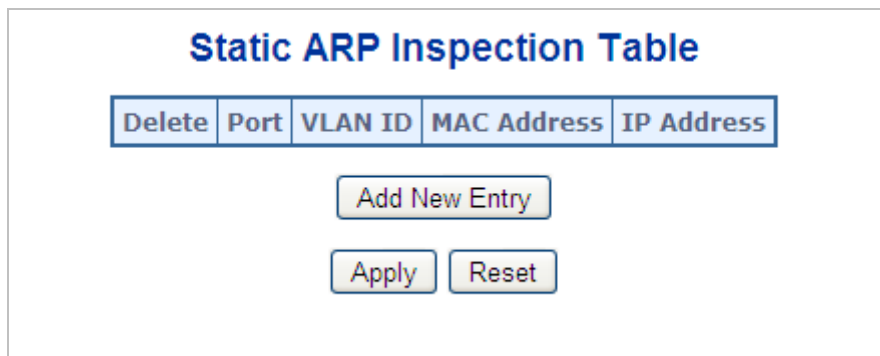 Static ARP Inspection Table
Delete Port VLAN ID MAC Address IP Address
Add New Entry
Apply Reset